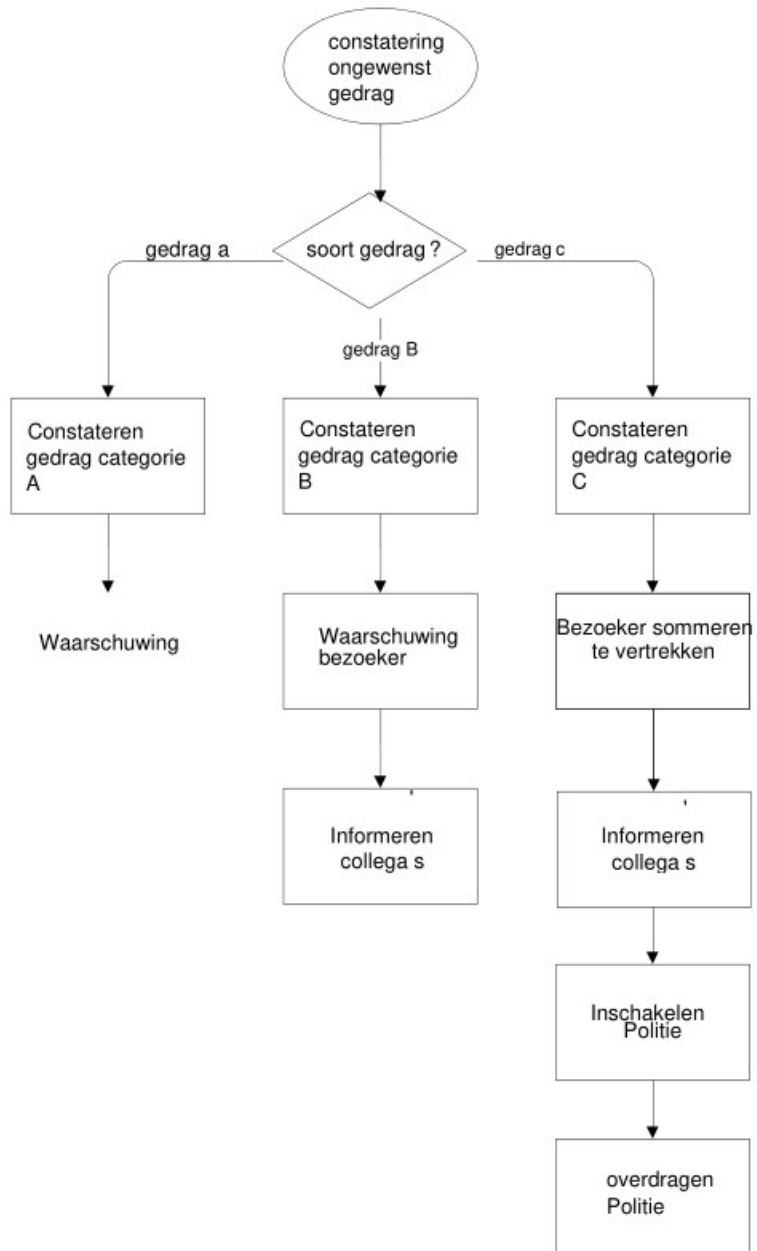 constatering
ongewenst
gedrag
gedrag a
soort gedrag ?
gedrag c
gedrag B
Constateren
gedrag categorie
A
Constateren
gedrag categorie
B
Constateren
gedrag categorie
C
Waarschuwing
Waarschuwing
bezoeker
Bezoeker sommeren
te vertrekken
'
Informeren
collega s
'
Informeren
collega s
Inschakelen
Politie
overdragen
Politie